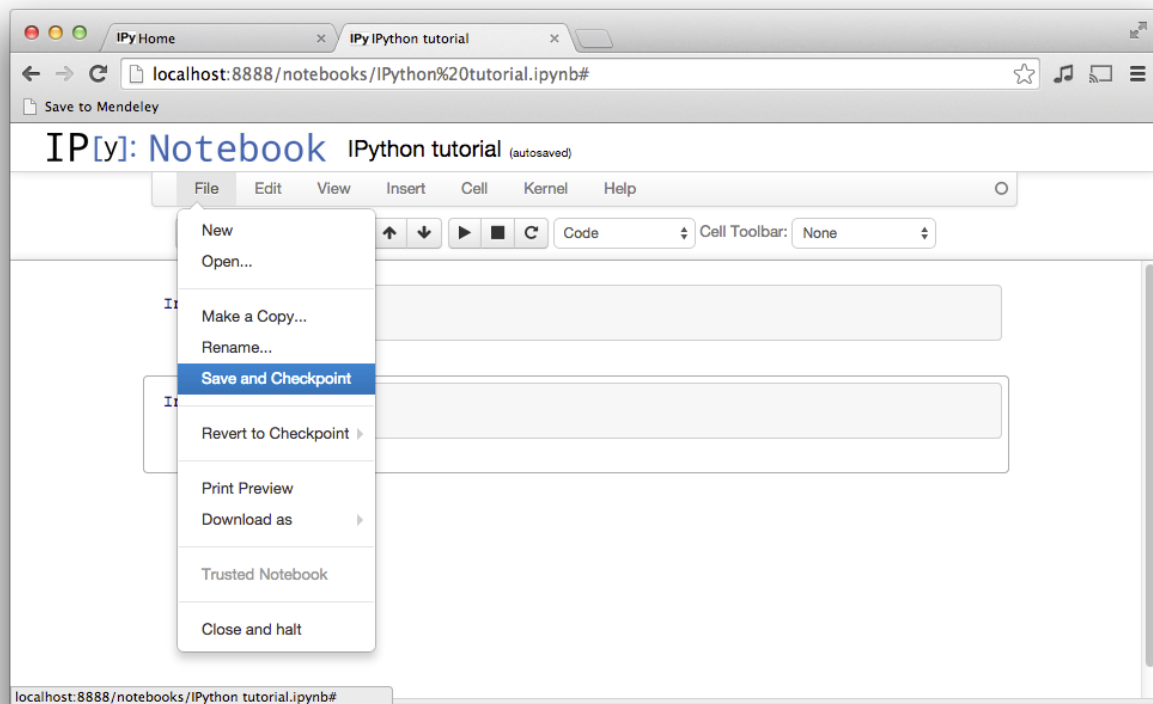 IPy Home
IPy IPython tutorial
localhost:8888/notebooks/IPython%20tutorial.ipynb#
Save to Mendeley
IP[y]: Notebook IPython tutorial (autosaved)
File Edit View Insert Cell Kernel Help
Code Cell Toolbar: None
New
Open...
Make a Copy...
Rename...
Save and Checkpoint
Revert to Checkpoint
Print Preview
Download as
Trusted Notebook
Close and halt
localhost:8888/notebooks/IPython tutorial.ipynb#